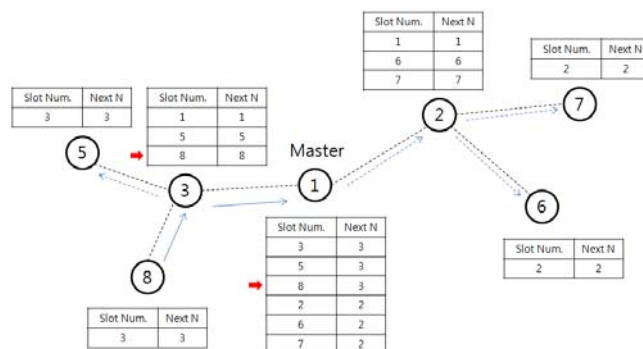 Slot Num. Next N
1 1
6 6
7 7
Slot Num. Next N
2 2
7
2
Slot Num. Next N
3 3
Slot Num. Next N
1 1
5 5
8 8
5
Master
3
1
6
Slot Num. Next N
3 3
5 3
8 3
2 2
6 2
7 2
Slot Num. Next N
2 2
8
Slot Num. Next N
3 3